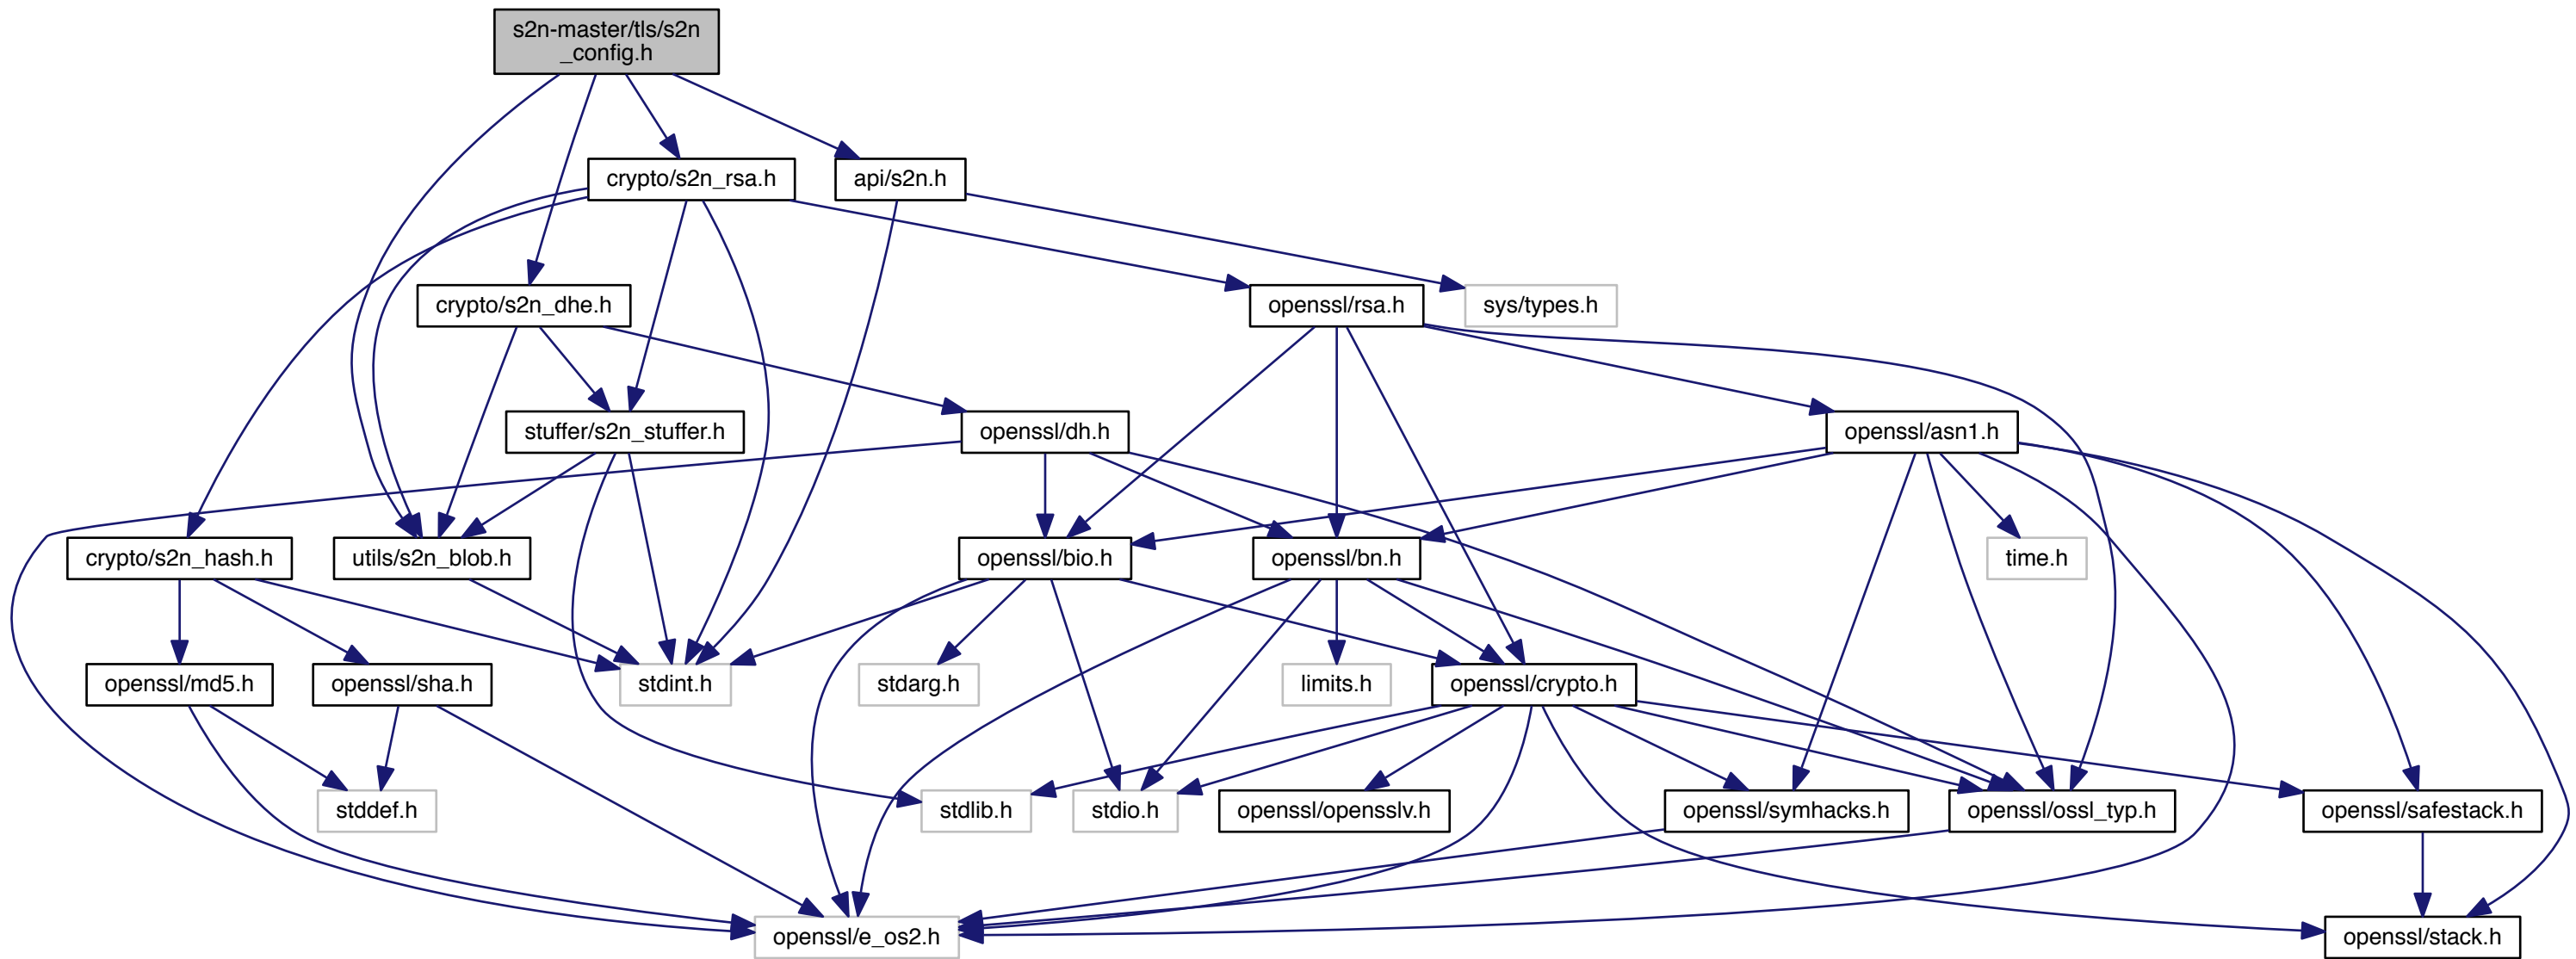 s2n-master/tls/s2n
_config.h
crypto/s2n_rsa.h
api/s2n.h
crypto/s2n_dhe.h
openssl/rsa.h
sys/types.h
stuffer/s2n_stuffer.h
openssl/dh.h
openssl/asn1.h
crypto/s2n_hash.h
utils/s2n_blob.h
openssl/bio.h
openssl/bn.h
time.h
openssl/md5.h
openssl/sha.h
stdint.h
stdarg.h
limits.h
openssl/crypto.h
stddef.h
stdlib.h
stdio.h
openssl/opensslv.h
openssl/symhacks.h
openssl/ossl_typ.h
openssl/safestack.h
openssl/e_os2.h
openssl/stack.h